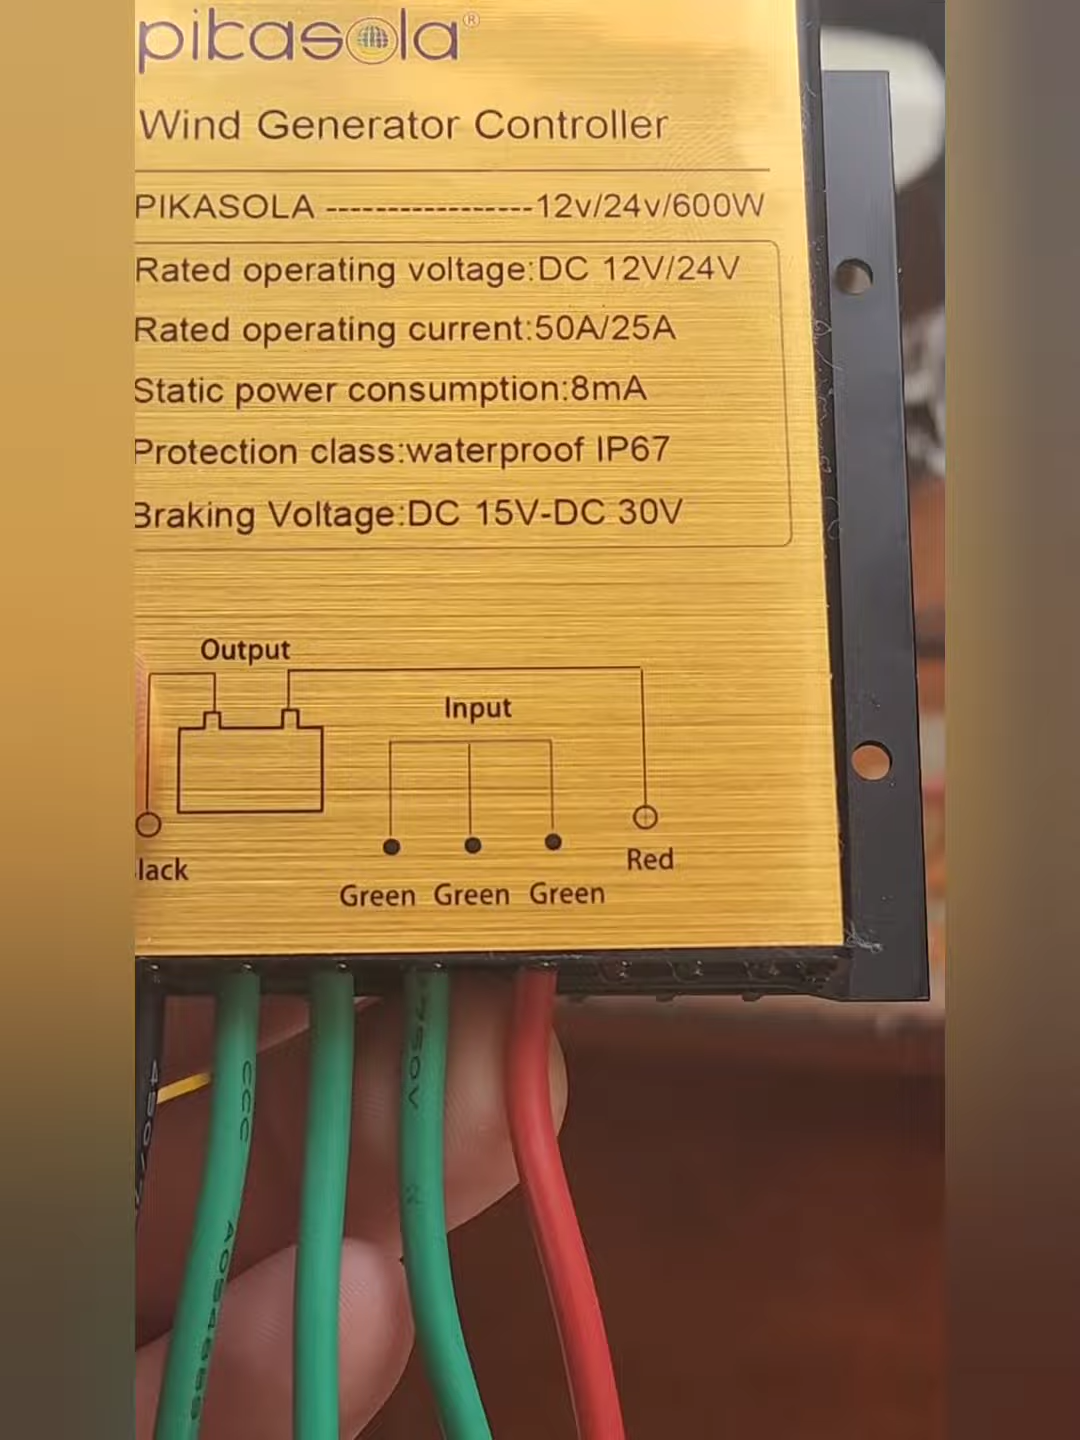 pikasola®
Wind Generator Controller
PIKASOLA -----------------12v/24v/600W
Rated operating voltage:DC 12V/24V
Rated operating current:50A/25A
Static power consumption:8mA
Protection class:waterproof IP67
Braking Voltage:DC 15V-DC 30V
Output
Input
lack
Red
Green Green Green
750V
CCC